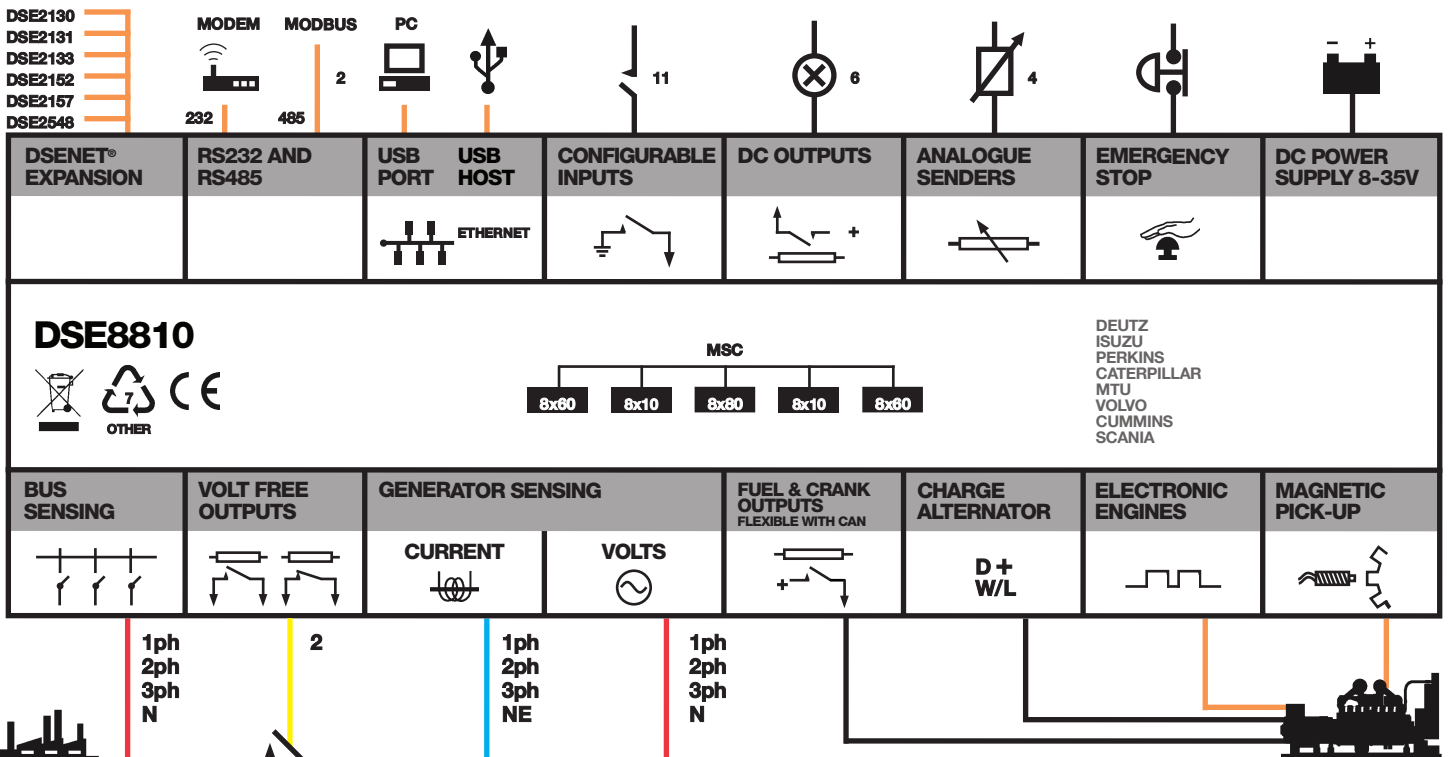 DSE2130
DSE2131
DSE2133
DSE2152
DSE2157
DSE2548
MODEM
MODBUS
PC
2
232
485
11
6
4
- +
DSENET®
EXPANSION
RS232 AND
RS485
USB
PORT
USB
HOST
CONFIGURABLE
INPUTS
DC OUTPUTS
ANALOGUE
SENDERS
EMERGENCY
STOP
DC POWER
SUPPLY 8-35V
ETHERNET
+
DSE8810
7
CE
OTHER
MSC
8x60
8x10
8x80
8x10
8x60
DEUTZ
ISUZU
PERKINS
CATERPILLAR
MTU
VOLVO
CUMMINS
SCANIA
BUS
SENSING
VOLT FREE
OUTPUTS
GENERATOR SENSING
FUEL & CRANK
OUTPUTS
FLEXIBLE WITH CAN
CHARGE
ALTERNATOR
ELECTRONIC
ENGINES
MAGNETIC
PICK-UP
CURRENT
VOLTS
+
D+
W/L
1ph
2ph
3ph
N
2
1ph
2ph
3ph
NE
1ph
2ph
3ph
N